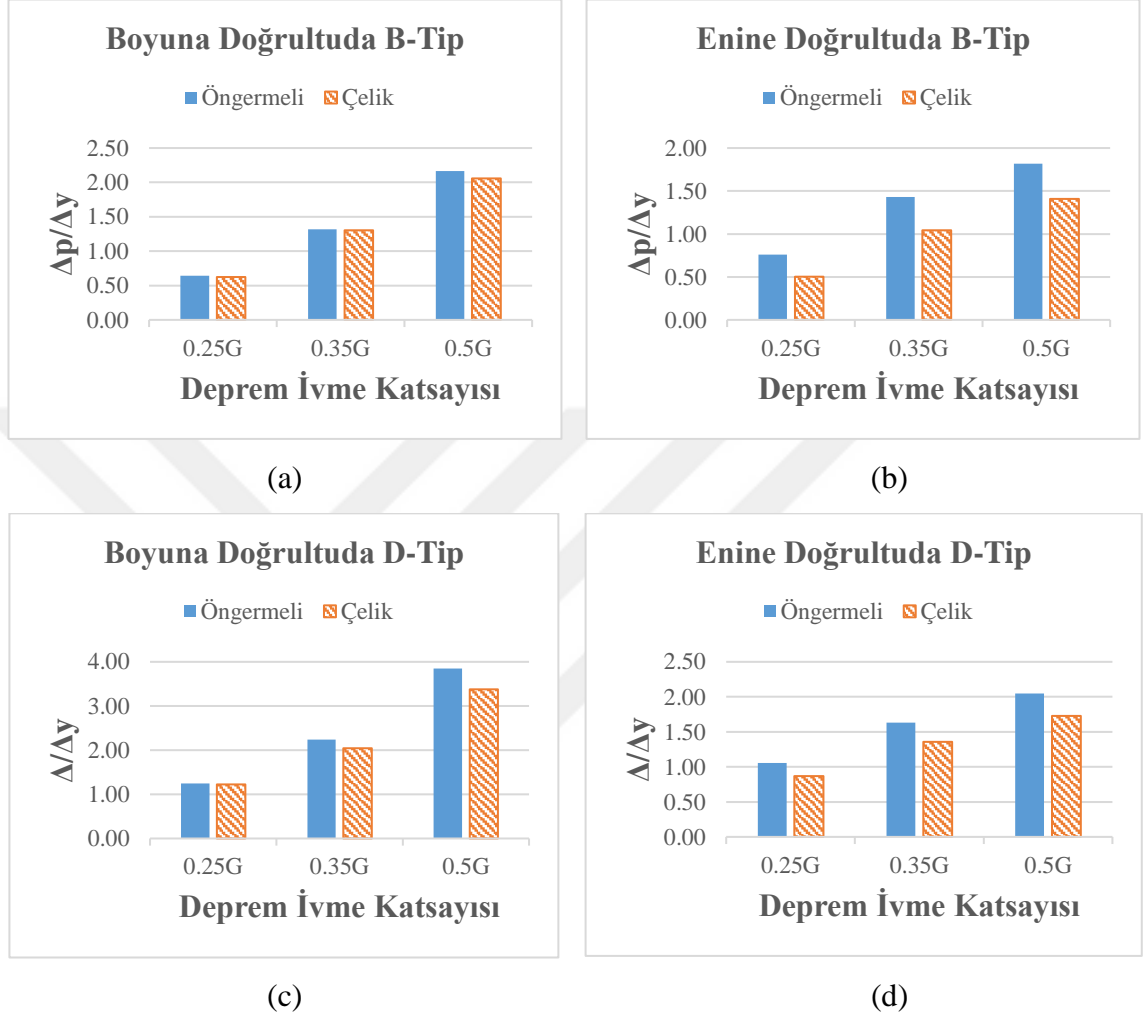 Boyuna Doğrultuda B-Tip
Öngermeli Çelik
Δp/Δy
2.50
2.00
1.50
1.00
0.50
0.00
0.25G 0.35G 0.5G
Deprem İvme Katsayısı
(a)
Enine Doğrultuda B-Tip
Öngermeli Çelik
Δp/Δy
2.00
1.50
1.00
0.50
0.00
0.25G 0.35G 0.5G
Deprem İvme Katsayısı
(b)
Boyuna Doğrultuda D-Tip
Öngermeli Çelik
Δ/Δy
4.00
3.00
2.00
1.00
0.00
0.25G 0.35G 0.5G
Deprem İvme Katsayısı
(c)
Enine Doğrultuda D-Tip
Öngermeli Çelik
Δ/Δy
2.50
2.00
1.50
1.00
0.50
0.00
0.25G 0.35G 0.5G
Deprem İvme Katsayısı
(d)